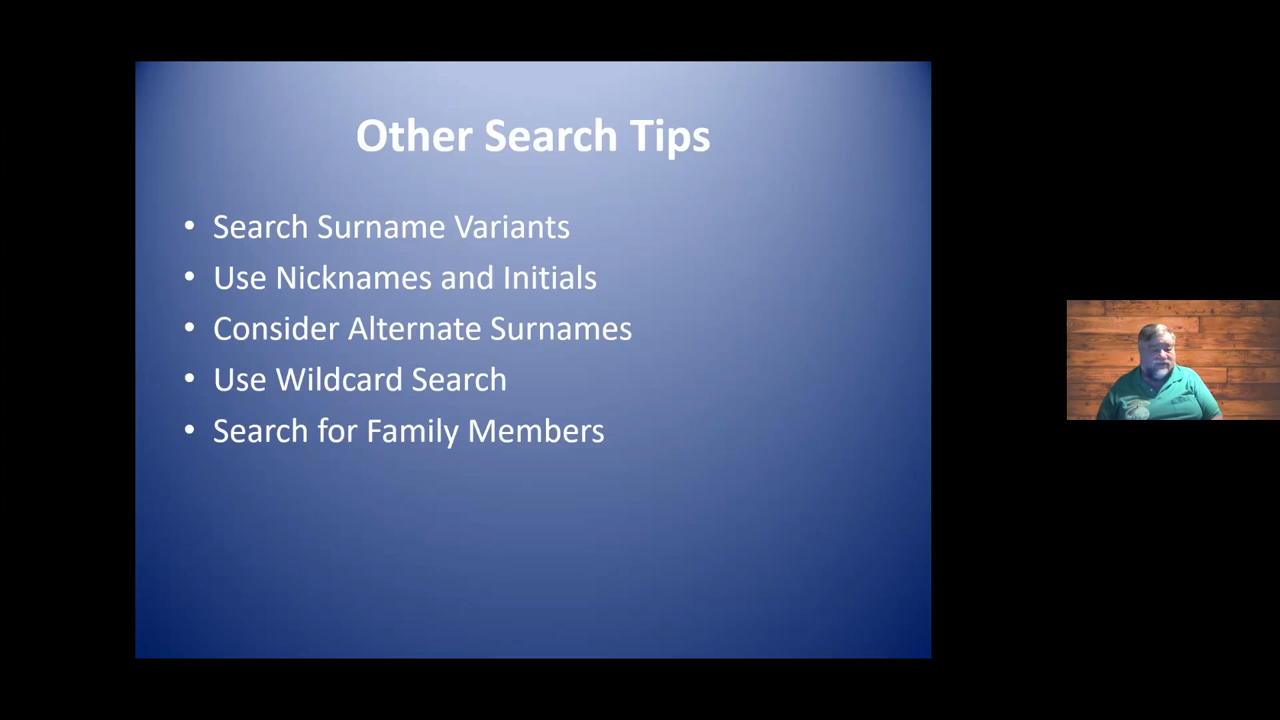 Other Search Tips
• Search Surname Variants
• Use Nicknames and Initials
• Consider Alternate Surnames
• Use Wildcard Search
• Search for Family Members